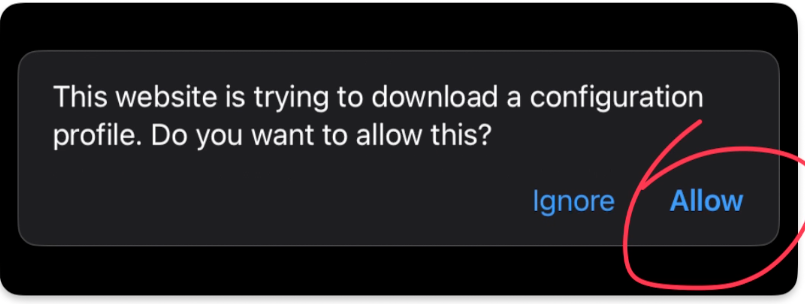 This website is trying to download a configuration
profile. Do you want to allow this?
Ignore Allow